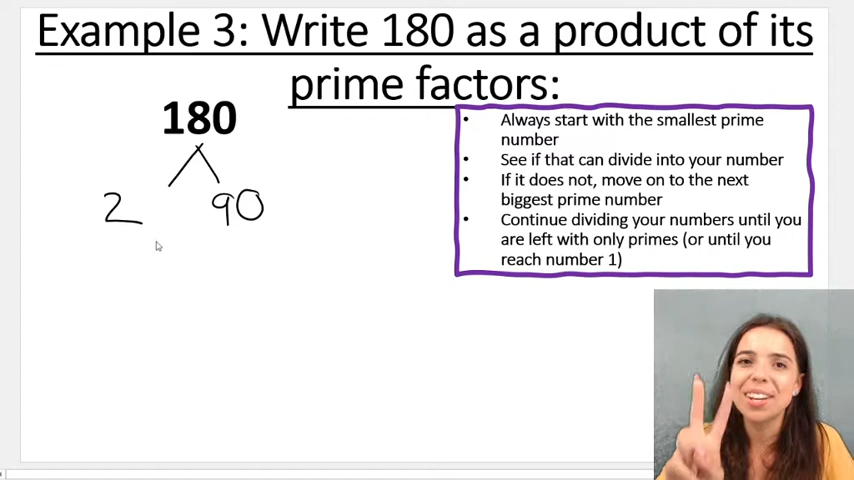 Example 3: Write 180 as a product of its
prime factors:
180
2 90
• Always start with the smallest prime
number
• See if that can divide into your number
• If it does not, move on to the next
biggest prime number
• Continue dividing your numbers until you
are left with only primes (or until you
reach number 1)